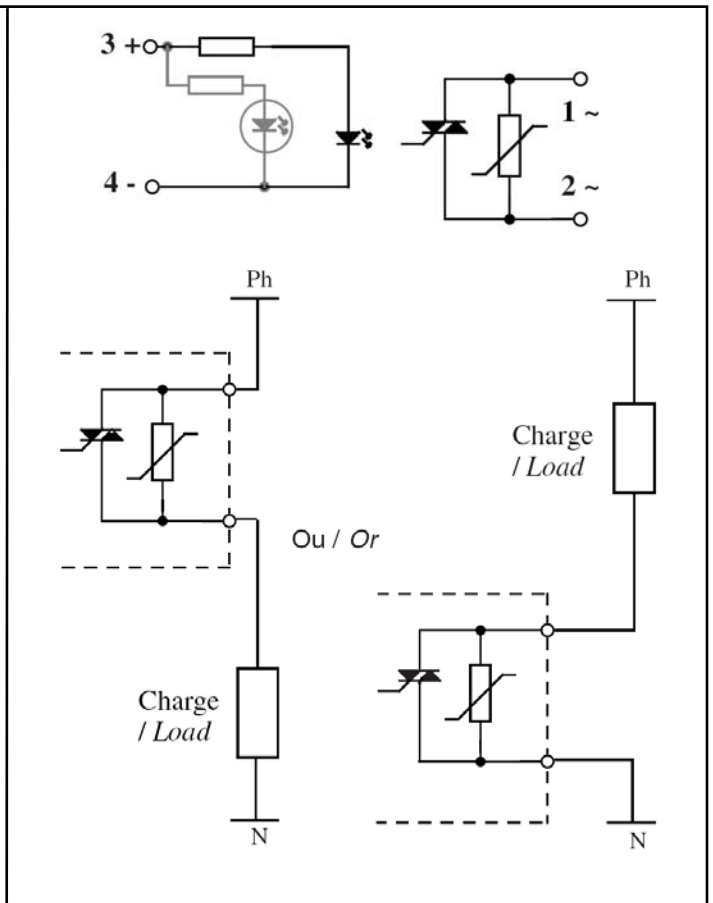 3 +
1 ~
4 -
2 ~
Ph
Ph
Charge
/ Load
Ou / Or
Charge
/ Load
N
N